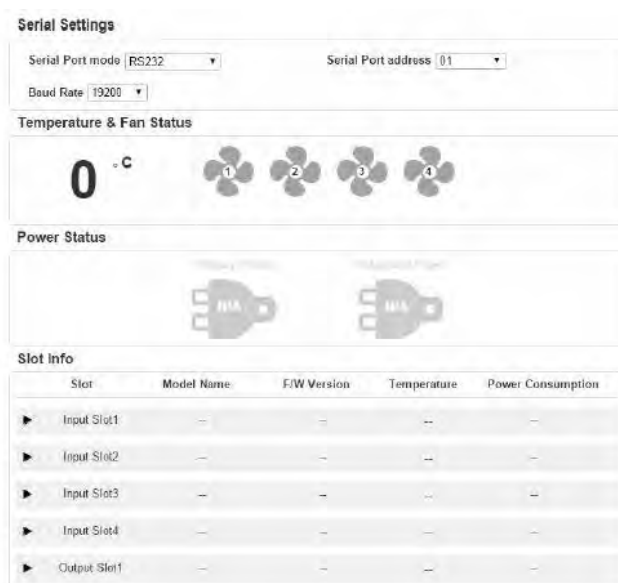 Serial Settings
Serial Port mode RS232 Serial Port address 01
Baud Rate 19200
Temperature & Fan Status
0 °C 1 2 3 4
Power Status
N/A N/A
Slot Info
Slot Model Name F/W Version Temperature Power Consumption
Input Slot1 -- -- -- --
Input Slot2 -- -- -- --
Input Slot3 -- -- -- --
Input Slot4 -- -- -- --
Output Slot1 -- -- -- --